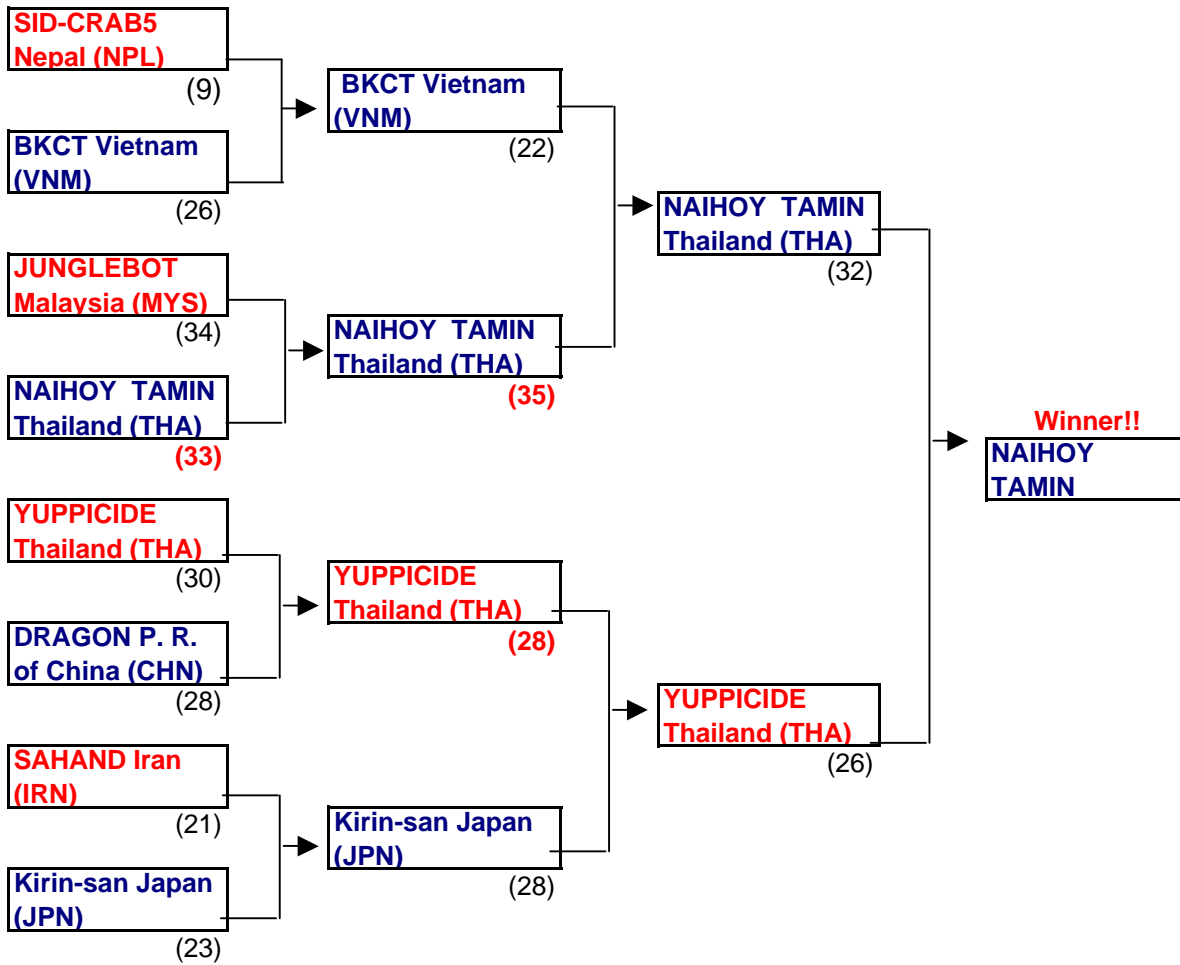 SID-CRAB5
Nepal (NPL)
(9)
BKCT Vietnam
(VNM)
(26)
JUNGLEBOT
Malaysia (MYS)
(34)
NAIHOY TAMIN
Thailand (THA)
(33)
YUPPICIDE
Thailand (THA)
(30)
DRAGON P. R.
of China (CHN)
(28)
SAHAND Iran
(IRN)
(21)
Kirin-san Japan
(JPN)
(23)
BKCT Vietnam
(VNM)
(22)
NAIHOY TAMIN
Thailand (THA)
(35)
YUPPICIDE
Thailand (THA)
(28)
Kirin-san Japan
(JPN)
(28)
NAIHOY TAMIN
Thailand (THA)
(32)
YUPPICIDE
Thailand (THA)
(26)
Winner!!
NAIHOY
TAMIN